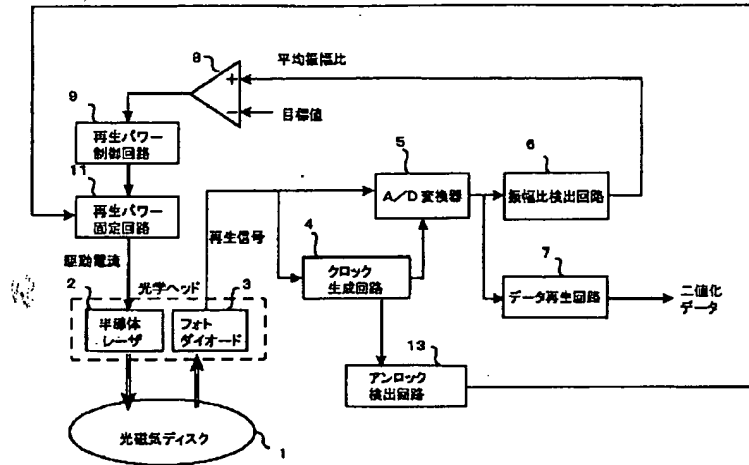 8
平均振幅比
+
−
目標値
9
再生パワー
制御回路
11
再生パワー
固定回路
5
A／D変換器
6
振幅比検出回路
再生信号
4
クロック
生成回路
7
データ再生回路
二値化
データ
駆動電流
光学ヘッド
2
半導体
レーザ
3
フォト
ダイオード
13
アンロック
検出回路
光磁気ディスク
1